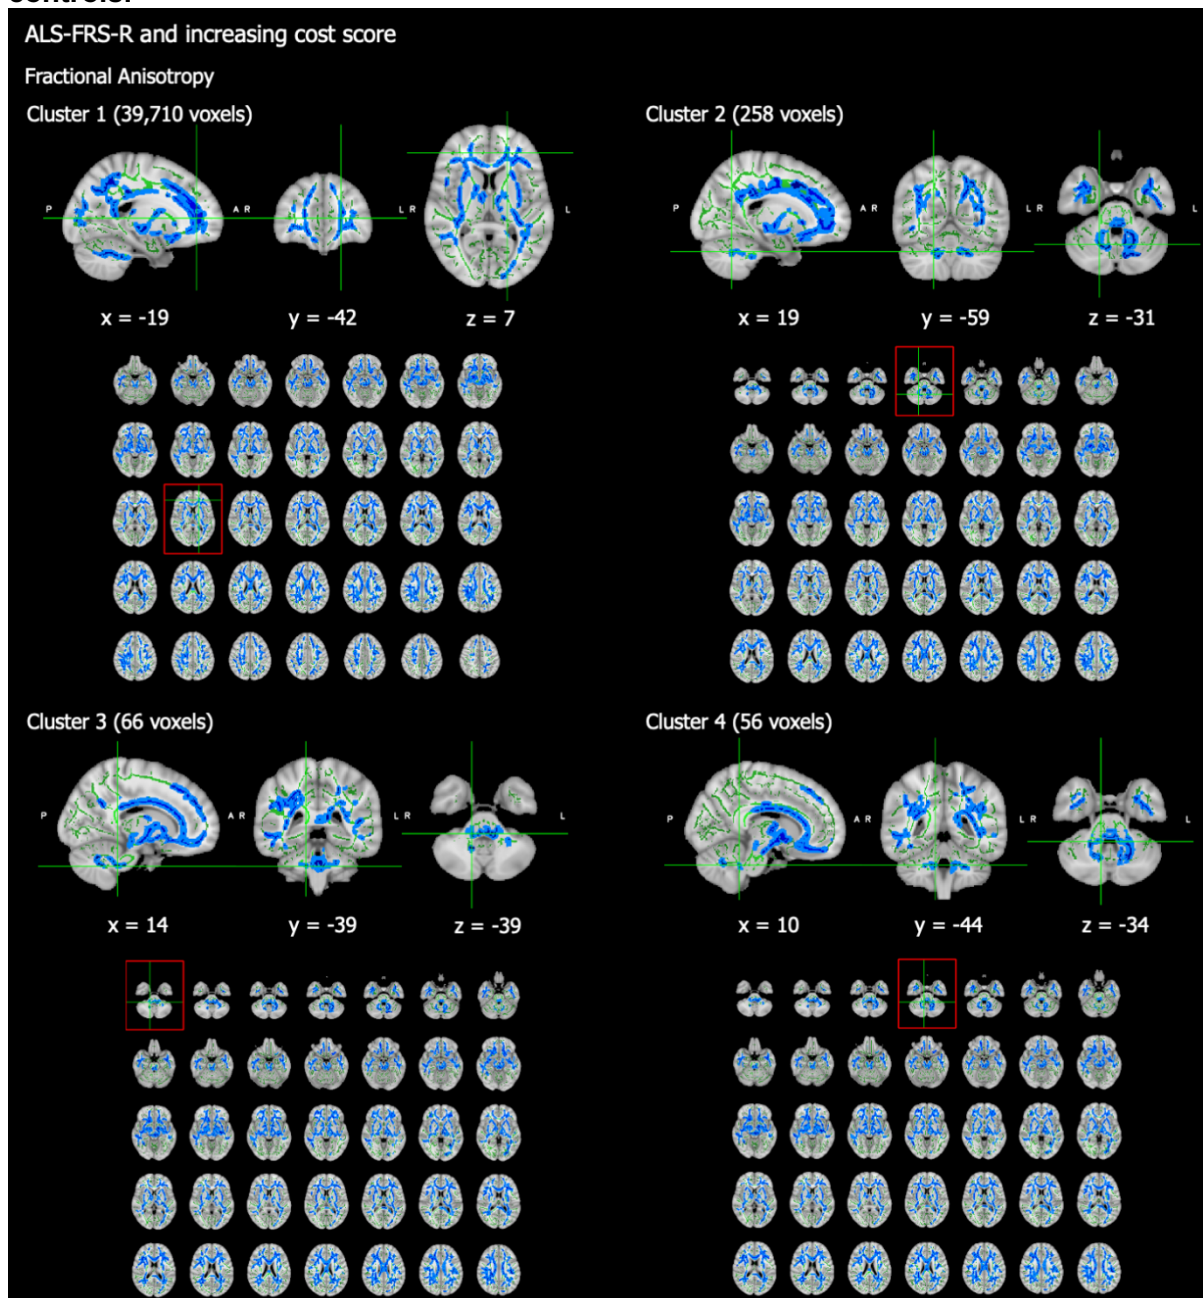 controls.
ALS-FRS-R and increasing cost score
Fractional Anisotropy
Cluster 1 (39,710 voxels)
P A R L R L
x = -19 y = -42 z = 7
Cluster 2 (258 voxels)
P A R L R L
x = 19 y = -59 z = -31
Cluster 3 (66 voxels)
P A R L R L
x = 14 y = -39 z = -39
Cluster 4 (56 voxels)
P A R L R L
x = 10 y = -44 z = -34